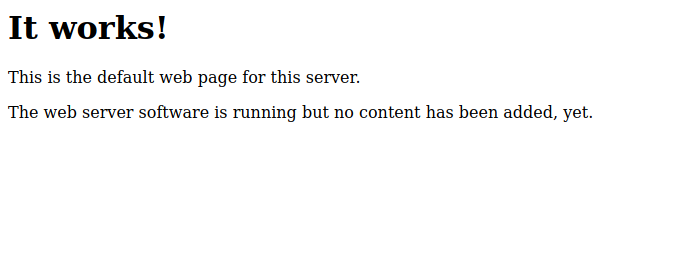 It works!
This is the default web page for this server.
The web server software is running but no content has been added, yet.